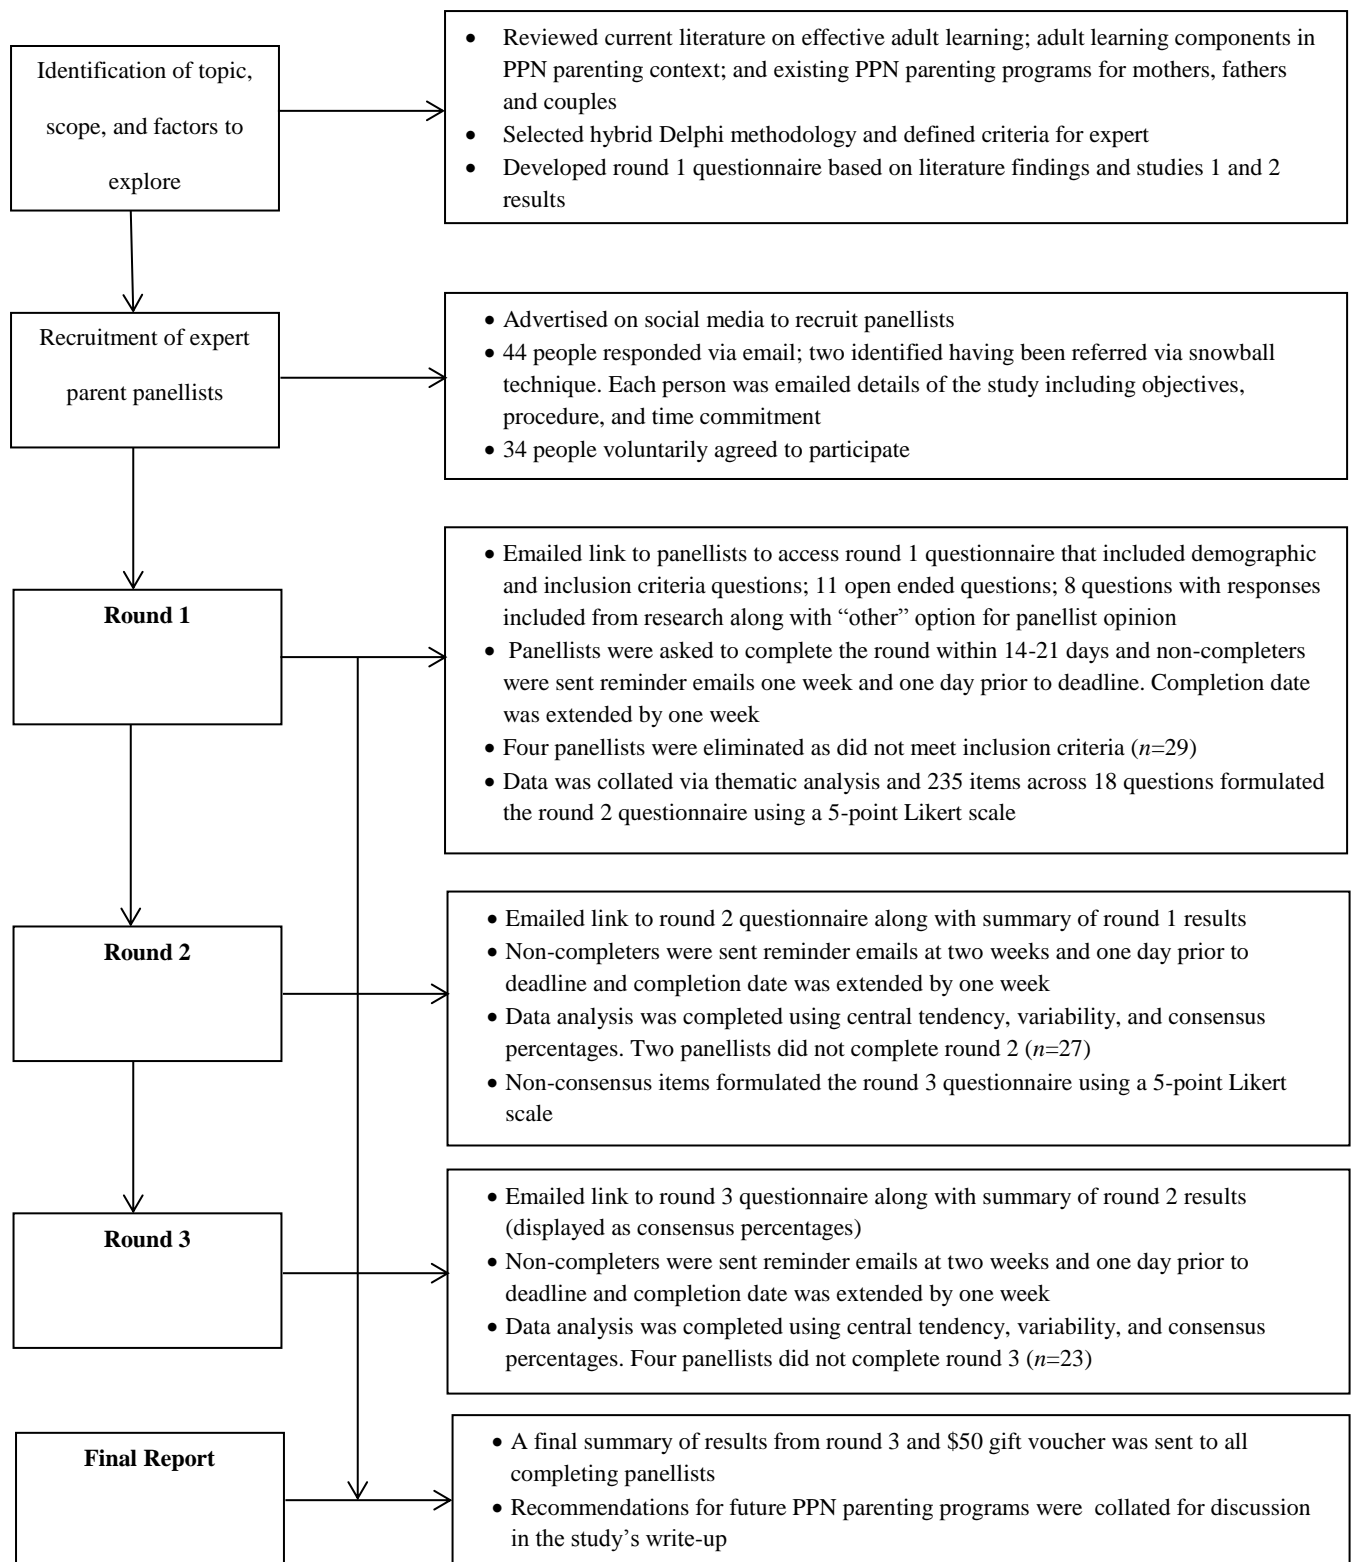 Identification of topic,
scope, and factors to
explore
• Reviewed current literature on effective adult learning; adult learning components in
PPN parenting context; and existing PPN parenting programs for mothers, fathers
and couples
• Selected hybrid Delphi methodology and defined criteria for expert
• Developed round 1 questionnaire based on literature findings and studies 1 and 2
results
Recruitment of expert
parent panellists
• Advertised on social media to recruit panellists
• 44 people responded via email; two identified having been referred via snowball
technique. Each person was emailed details of the study including objectives,
procedure, and time commitment
• 34 people voluntarily agreed to participate
Round 1
• Emailed link to panellists to access round 1 questionnaire that included demographic
and inclusion criteria questions; 11 open ended questions; 8 questions with responses
included from research along with “other” option for panellist opinion
• Panellists were asked to complete the round within 14-21 days and non-completers
were sent reminder emails one week and one day prior to deadline. Completion date
was extended by one week
• Four panellists were eliminated as did not meet inclusion criteria (n=29)
• Data was collated via thematic analysis and 235 items across 18 questions formulated
the round 2 questionnaire using a 5-point Likert scale
Round 2
• Emailed link to round 2 questionnaire along with summary of round 1 results
• Non-completers were sent reminder emails at two weeks and one day prior to
deadline and completion date was extended by one week
• Data analysis was completed using central tendency, variability, and consensus
percentages. Two panellists did not complete round 2 (n=27)
• Non-consensus items formulated the round 3 questionnaire using a 5-point Likert
scale
Round 3
• Emailed link to round 3 questionnaire along with summary of round 2 results
(displayed as consensus percentages)
• Non-completers were sent reminder emails at two weeks and one day prior to
deadline and completion date was extended by one week
• Data analysis was completed using central tendency, variability, and consensus
percentages. Four panellists did not complete round 3 (n=23)
Final Report
• A final summary of results from round 3 and $50 gift voucher was sent to all
completing panellists
• Recommendations for future PPN parenting programs were collated for discussion
in the study’s write-up